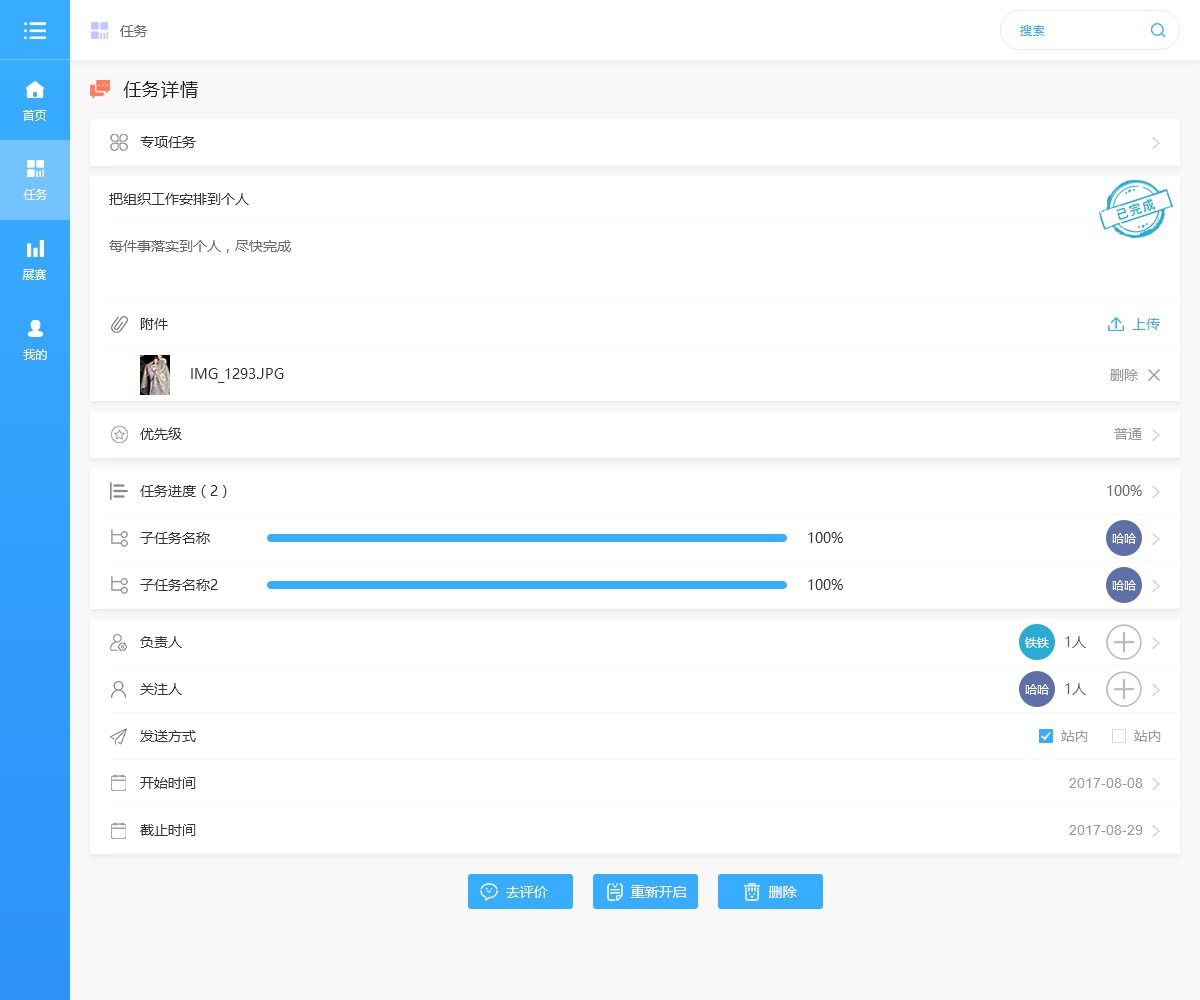 任务
搜索
首页
任务
展赛
我的
任务详情
专项任务
把组织工作安排到个人
已完成
每件事落实到个人，尽快完成
附件
上传
IMG_1293.JPG
删除
优先级
普通
任务进度（2）
100%
子任务名称
100%
哈哈
子任务名称2
100%
哈哈
负责人
铁铁
1人
关注人
哈哈
1人
发送方式
站内
站内
开始时间
2017-08-08
截止时间
2017-08-29
去评价
重新开启
删除